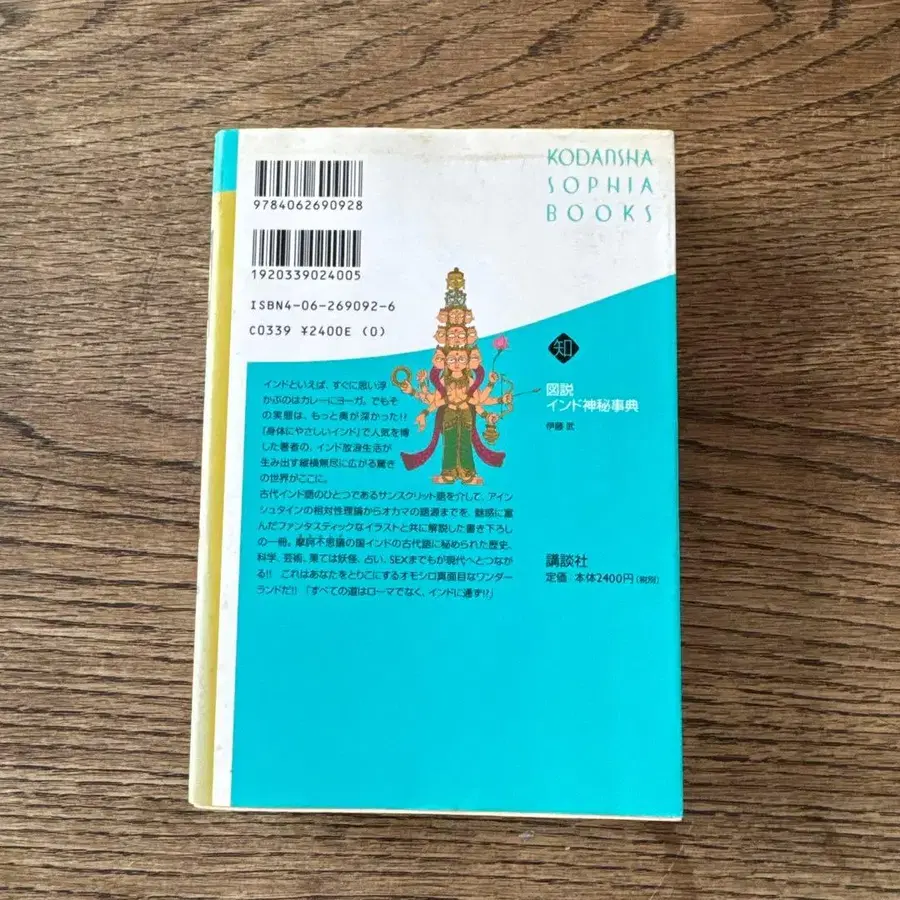 9784062690928
1920339024005
ISBN4-06-269092-6
C0339 ¥2400E (0)
KODANSHA
SOPHIA
BOOKS
知
図説
インド神秘事典
伊藤 武
インドといえば、すぐに思い浮
かぶのはカレーにヨーガ。でもそ
の実態は、もっと奥が深かった!?
「身体にやさしいインド」で人気を博
した著者の、インド放浪生活が
生み出す縦横無尽に広がる驚き
の世界がここに。
古代インド語のひとつであるサンスクリット語を介して、アイン
シュタインの相対性理論からオカマの語源までを、魅惑に富
んだファンタスティックなイラストと共に解説した書き下ろし
の一冊。摩訶不思議の国インドの古代語に秘められた歴史、
科学、芸術、果ては妖怪、占い、SEXまでもが現代へとつなが
る!! これはあなたをとりこにするオモシロ真面目なワンダー
ランドだ!! 「すべての道はローマでなく、インドに通ず!?」
講談社
定価:本体2400円(税別)